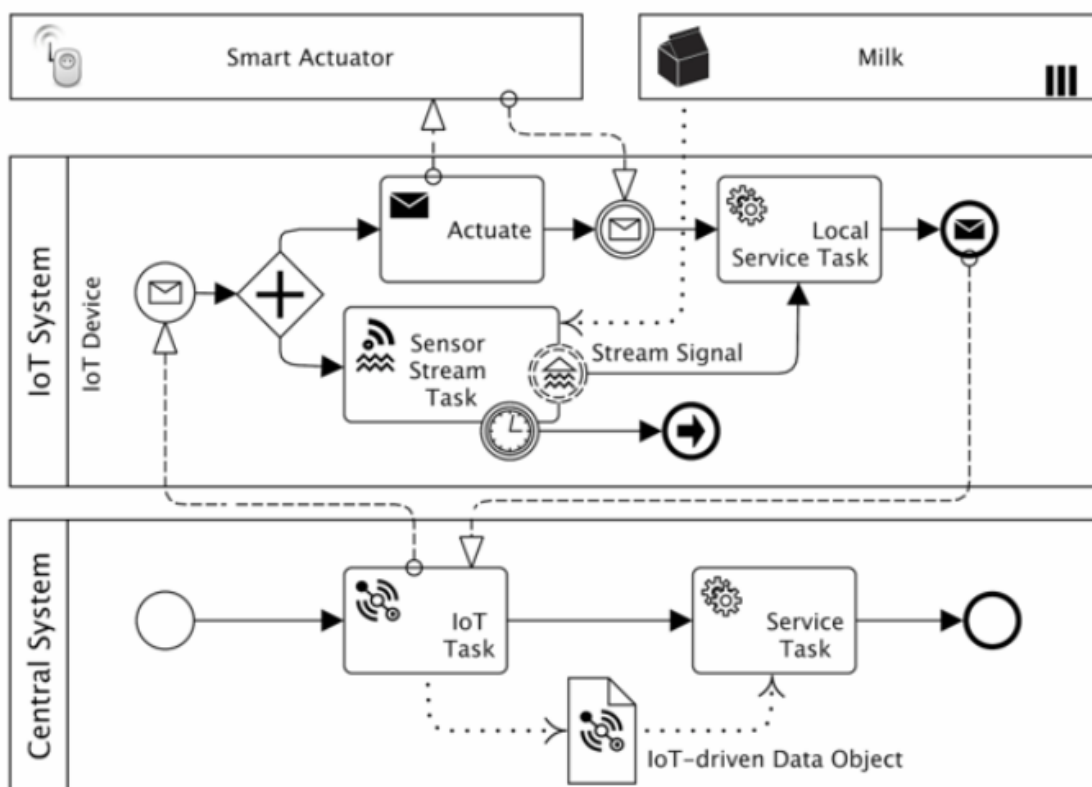 Smart Actuator
Milk
IoT System
IoT Device
Actuate
Local
Service Task
Sensor
Stream
Task
Stream Signal
Central System
IoT
Task
Service
Task
IoT-driven Data Object